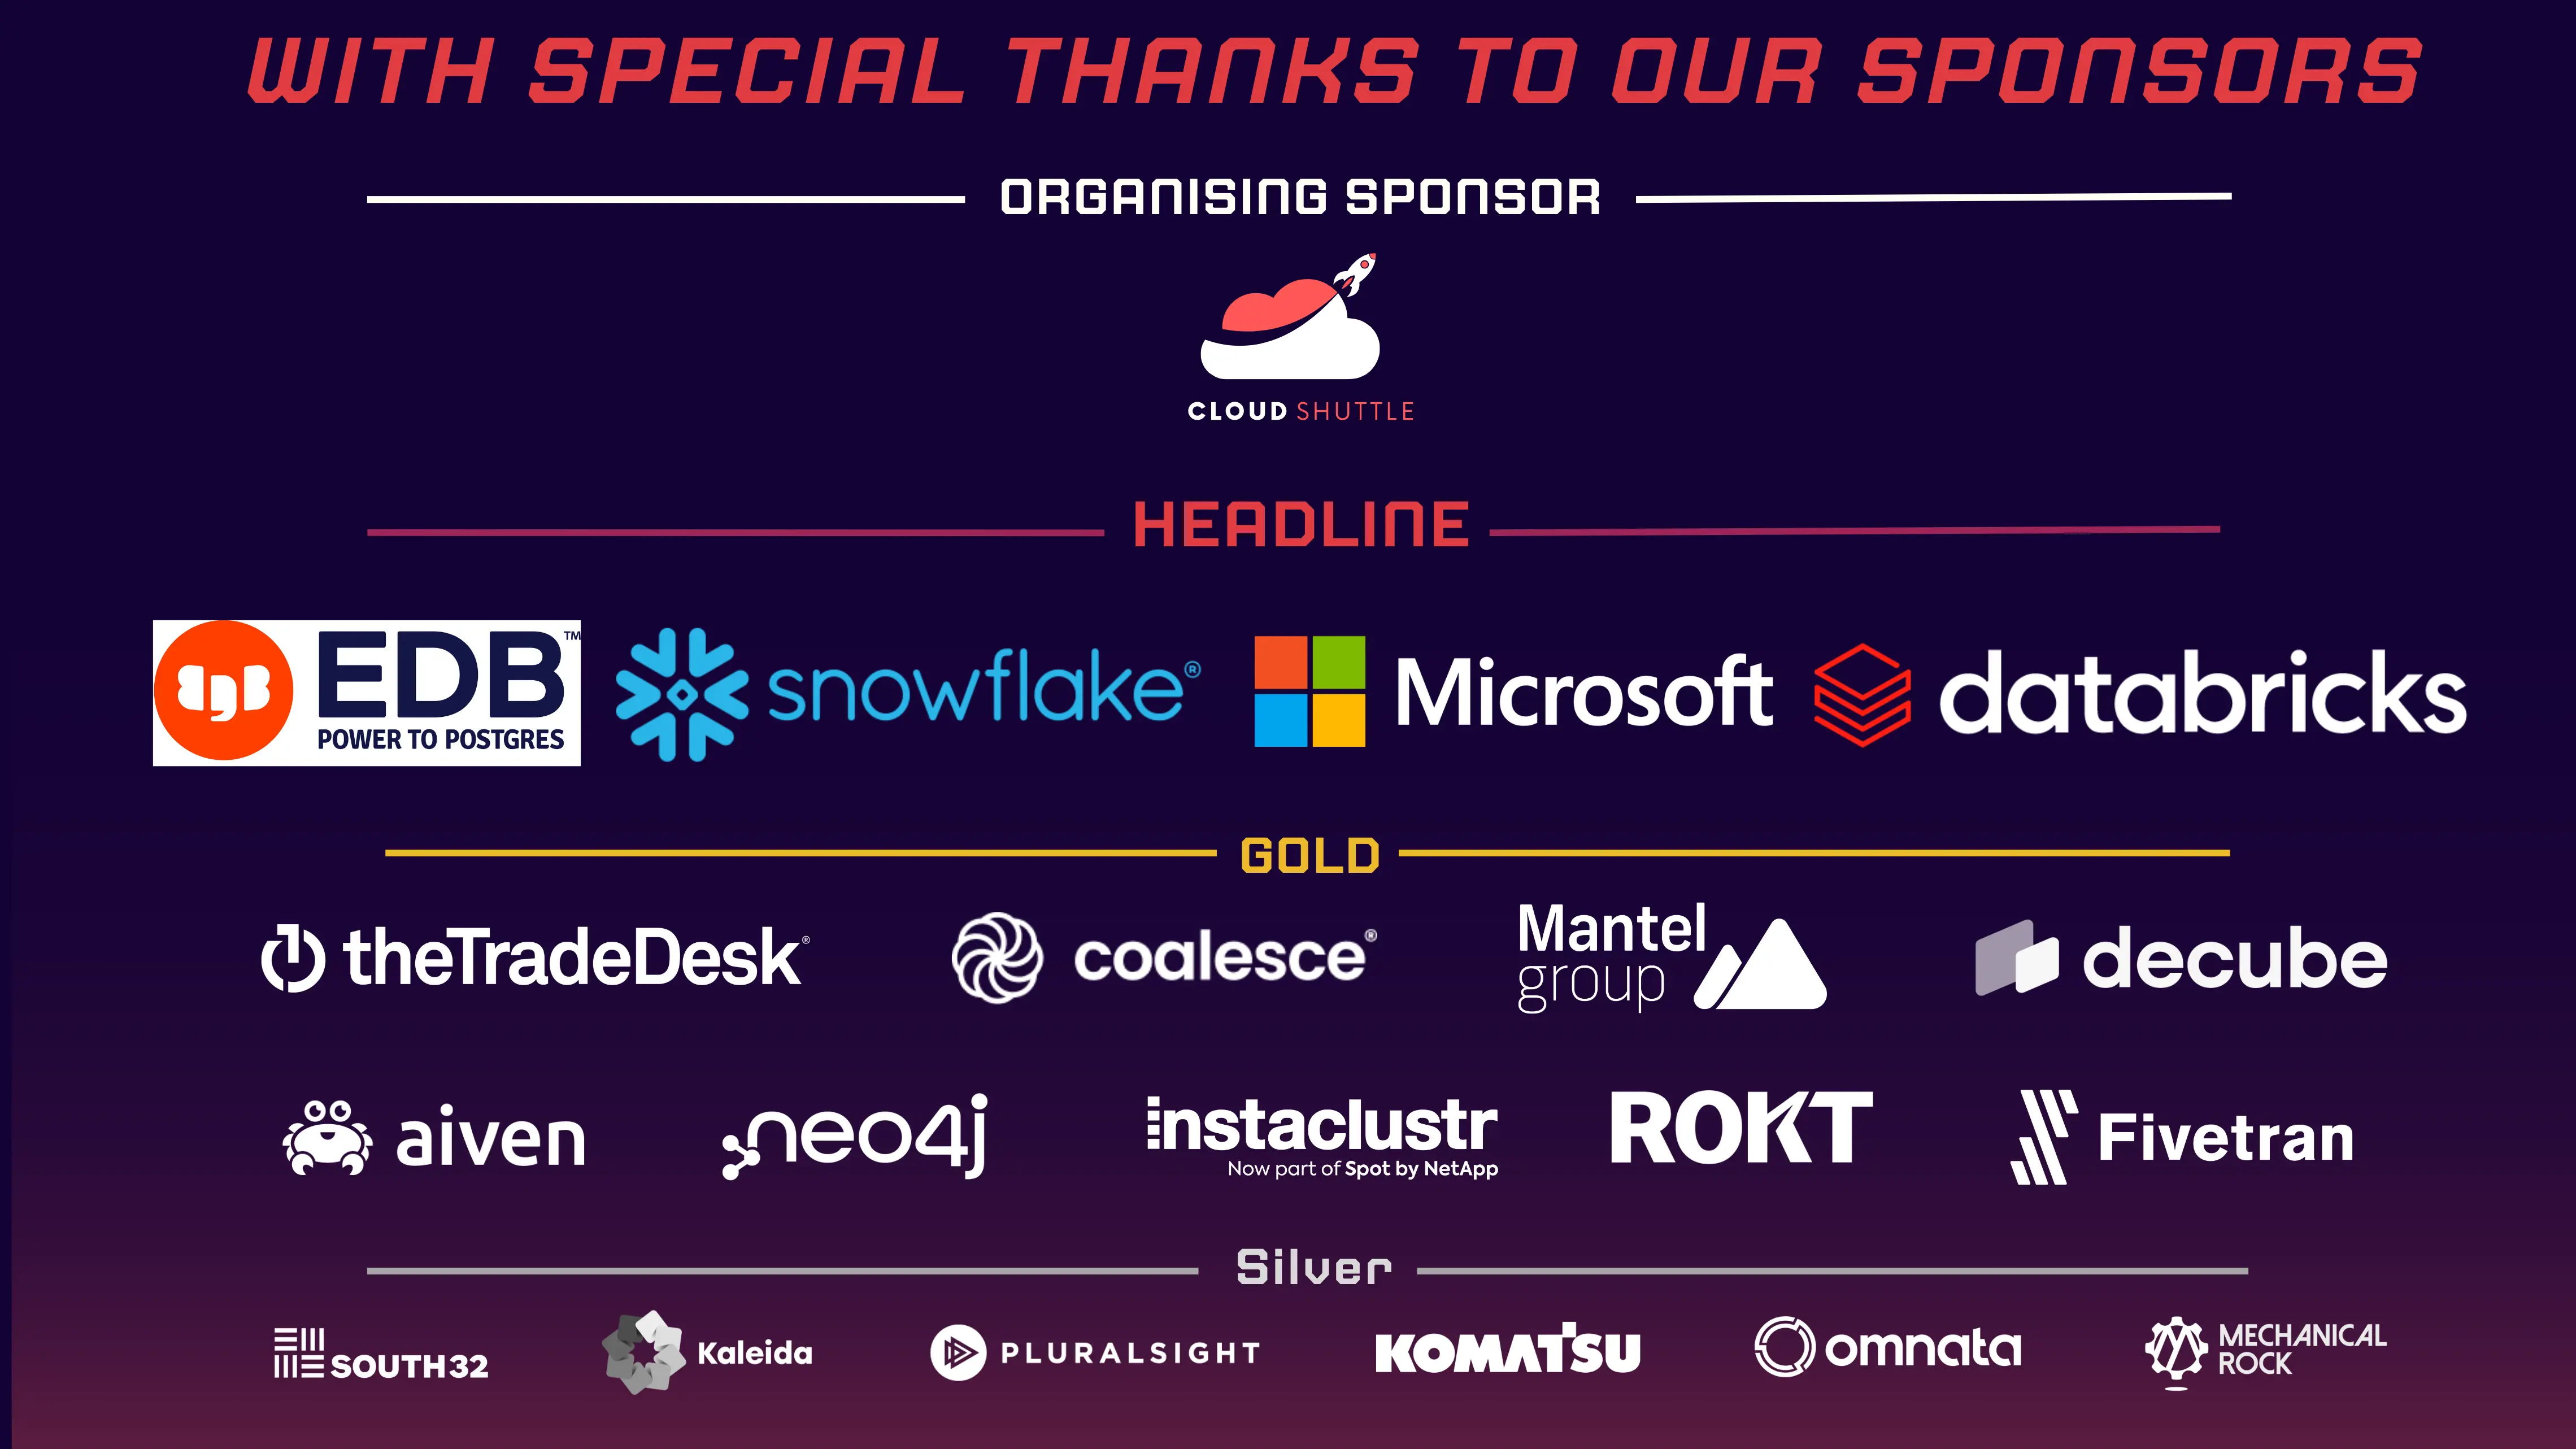 WITH SPECIAL THANKS TO OUR SPONSORS
ORGANISING SPONSOR
CLOUD SHUTTLE
HEADLINE
EDB™
POWER TO POSTGRES
snowflake®
Microsoft
databricks
GOLD
theTradeDesk®
coalesce®
Mantel
group
decube
aiven
neo4j
instaclustr
Now part of Spot by NetApp
ROKT
Fivetran
Silver
SOUTH32
Kaleida
PLURALSIGHT
KOMATSU
omnata
MECHANICAL
ROCK